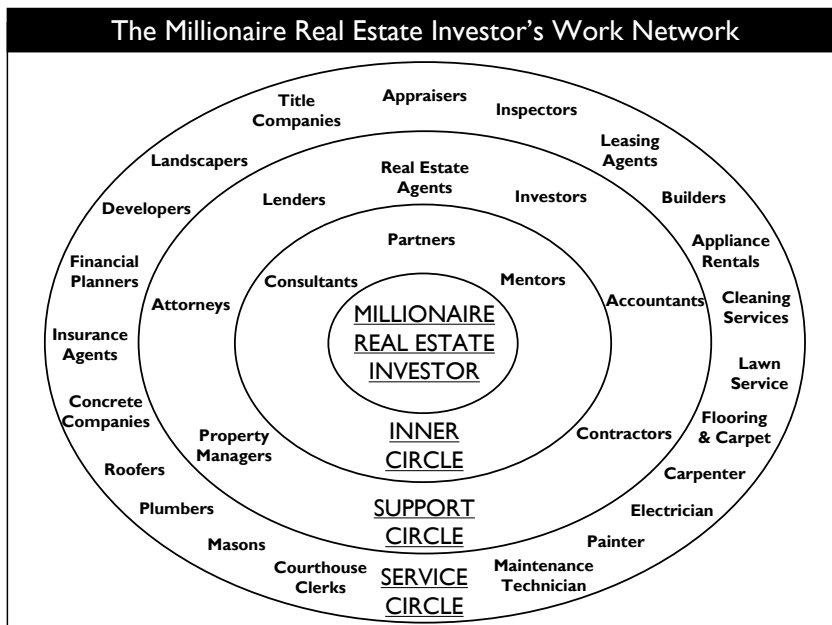 The Millionaire Real Estate Investor's Work Network
Appraisers
Title
Companies
Inspectors
Leasing
Agents
Landscapers
Real Estate
Agents
Lenders
Investors
Builders
Developers
Partners
Appliance
Rentals
Financial
Planners
Consultants
Mentors
Attorneys
Accountants
Cleaning
Services
MILLIONAIRE
REAL ESTATE
INVESTOR
Insurance
Agents
Lawn
Service
Concrete
Companies
Flooring
& Carpet
Property
Managers
INNER
CIRCLE
Contractors
Roofers
Carpenter
Plumbers
SUPPORT
CIRCLE
Electrician
Masons
Painter
Courthouse
Clerks
SERVICE
CIRCLE
Maintenance
Technician